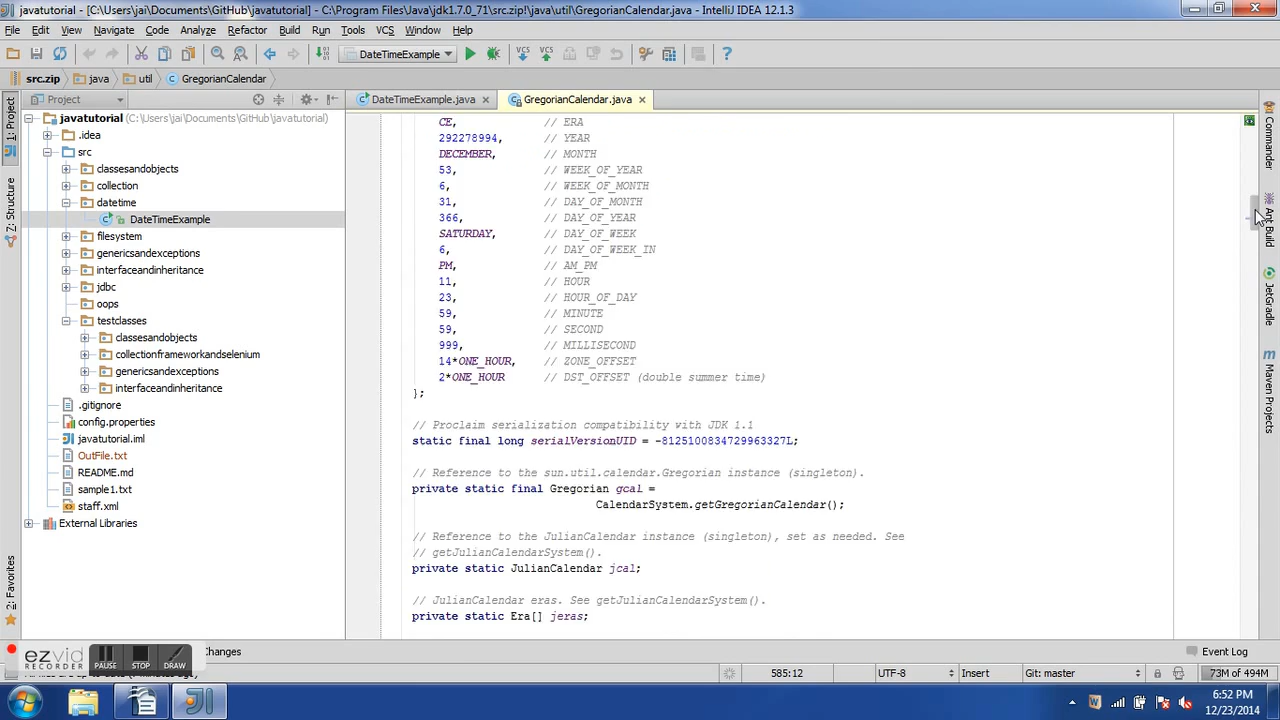 javatutorial - [C:\Users\jai\Documents\GitHub\javatutorial] - C:\Program Files\Java\jdk1.7.0_71\src.zip!\java\util\GregorianCalendar.java - IntelliJ IDEA 12.1.3
File Edit View Navigate Code Analyze Refactor Build Run Tools VCS Window Help
DateTimeExample
src.zip java util GregorianCalendar
1: Project
Z: Structure
2: Favorites
Project
DateTimeExample.java GregorianCalendar.java
javatutorial (C:\Users\jai\Documents\GitHub\javatutorial)
.idea
src
classesandobjects
collection
datetime
DateTimeExample
filesystem
genericsandexceptions
interfaceandinheritance
jdbc
oops
testclasses
classesandobjects
collectionframeworkandselenium
genericsandexceptions
interfaceandinheritance
.gitignore
config.properties
javatutorial.iml
OutFile.txt
README.md
sample1.txt
staff.xml
External Libraries
CE, // ERA
292278994, // YEAR
DECEMBER, // MONTH
53, // WEEK_OF_YEAR
6, // WEEK_OF_MONTH
31, // DAY_OF_MONTH
366, // DAY_OF_YEAR
SATURDAY, // DAY_OF_WEEK
6, // DAY_OF_WEEK_IN
PM, // AM_PM
11, // HOUR
23, // HOUR_OF_DAY
59, // MINUTE
59, // SECOND
999, // MILLISECOND
14*ONE_HOUR, // ZONE_OFFSET
2*ONE_HOUR // DST_OFFSET (double summer time)
};
// Proclaim serialization compatibility with JDK 1.1
static final long serialVersionUID = -8125100834729963327L;
// Reference to the sun.util.calendar.Gregorian instance (singleton).
private static final Gregorian gcal =
CalendarSystem.getGregorianCalendar();
// Reference to the JulianCalendar instance (singleton), set as needed. See
// getJulianCalendarSystem().
private static JulianCalendar jcal;
// JulianCalendar eras. See getJulianCalendarSystem().
private static Era[] jeras;
Commander
Ant Build
JetGradle
Maven Projects
ezvid
RECORDER
PAUSE STOP DRAW
Changes
Event Log
585:12 UTF-8 Insert Git: master 73M of 494M
6:52 PM
12/23/2014